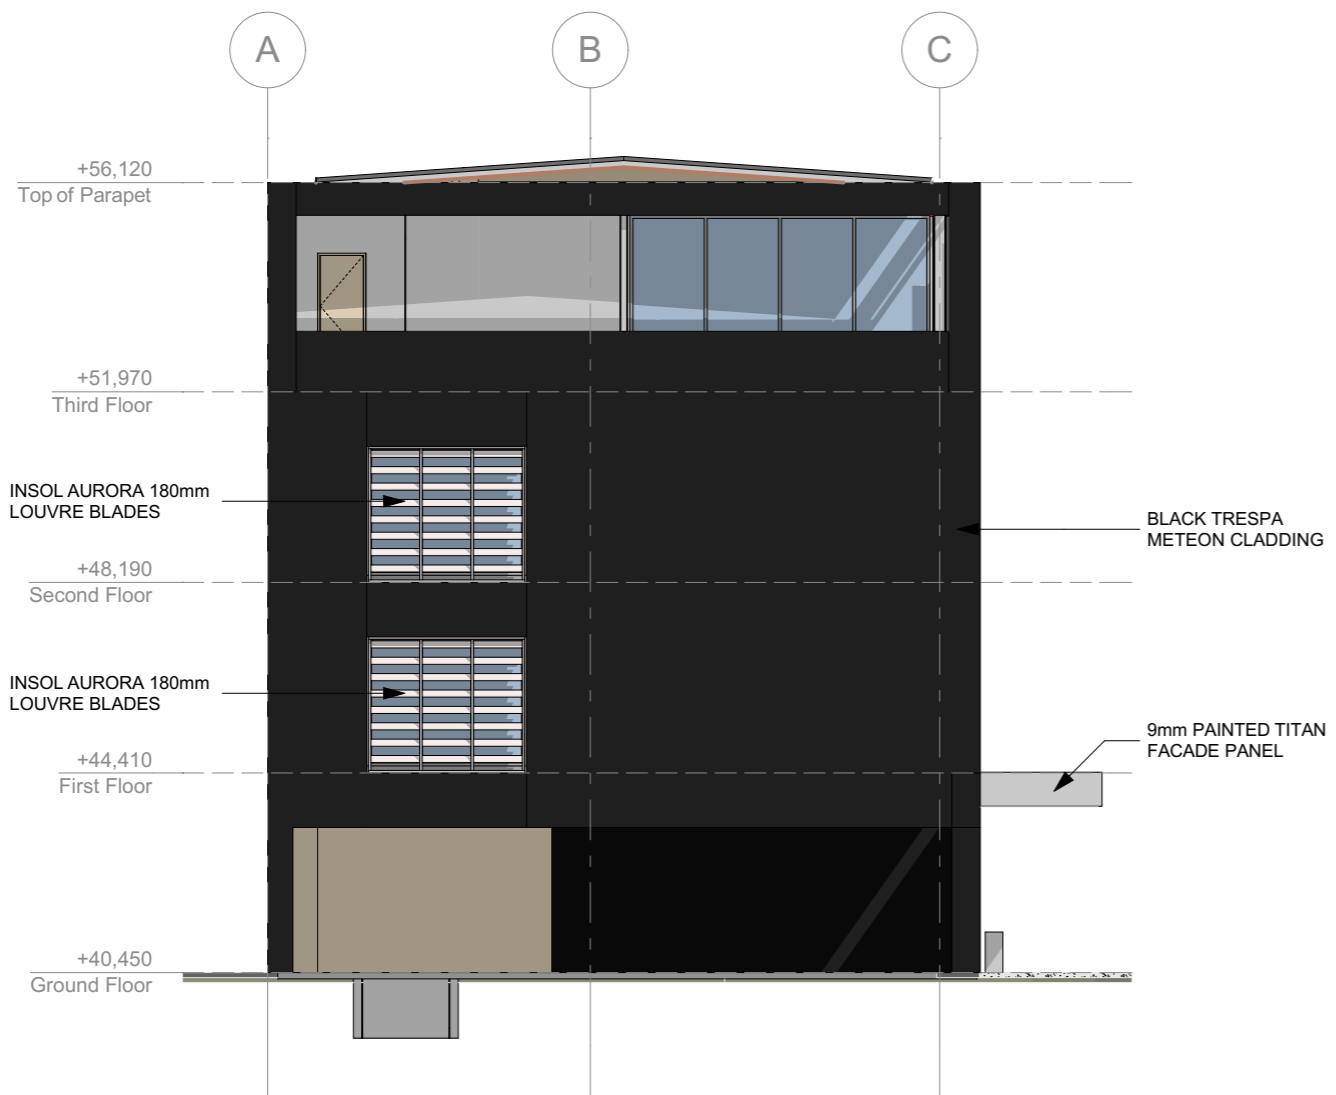 A
B
C
+56,120
Top of Parapet
+51,970
Third Floor
INSOL AURORA 180mm
LOUVRE BLADES
BLACK TRESPA
METEON CLADDING
+48,190
Second Floor
INSOL AURORA 180mm
LOUVRE BLADES
9mm PAINTED TITAN
FACADE PANEL
+44,410
First Floor
+40,450
Ground Floor